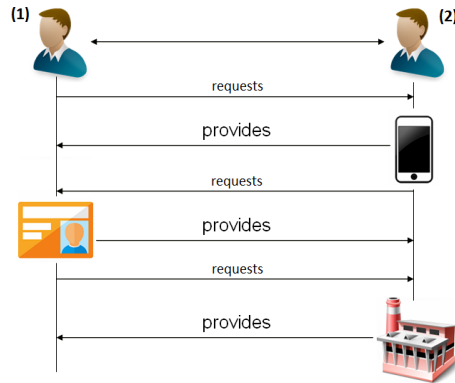 (1)
(2)
requests
provides
requests
provides
requests
provides